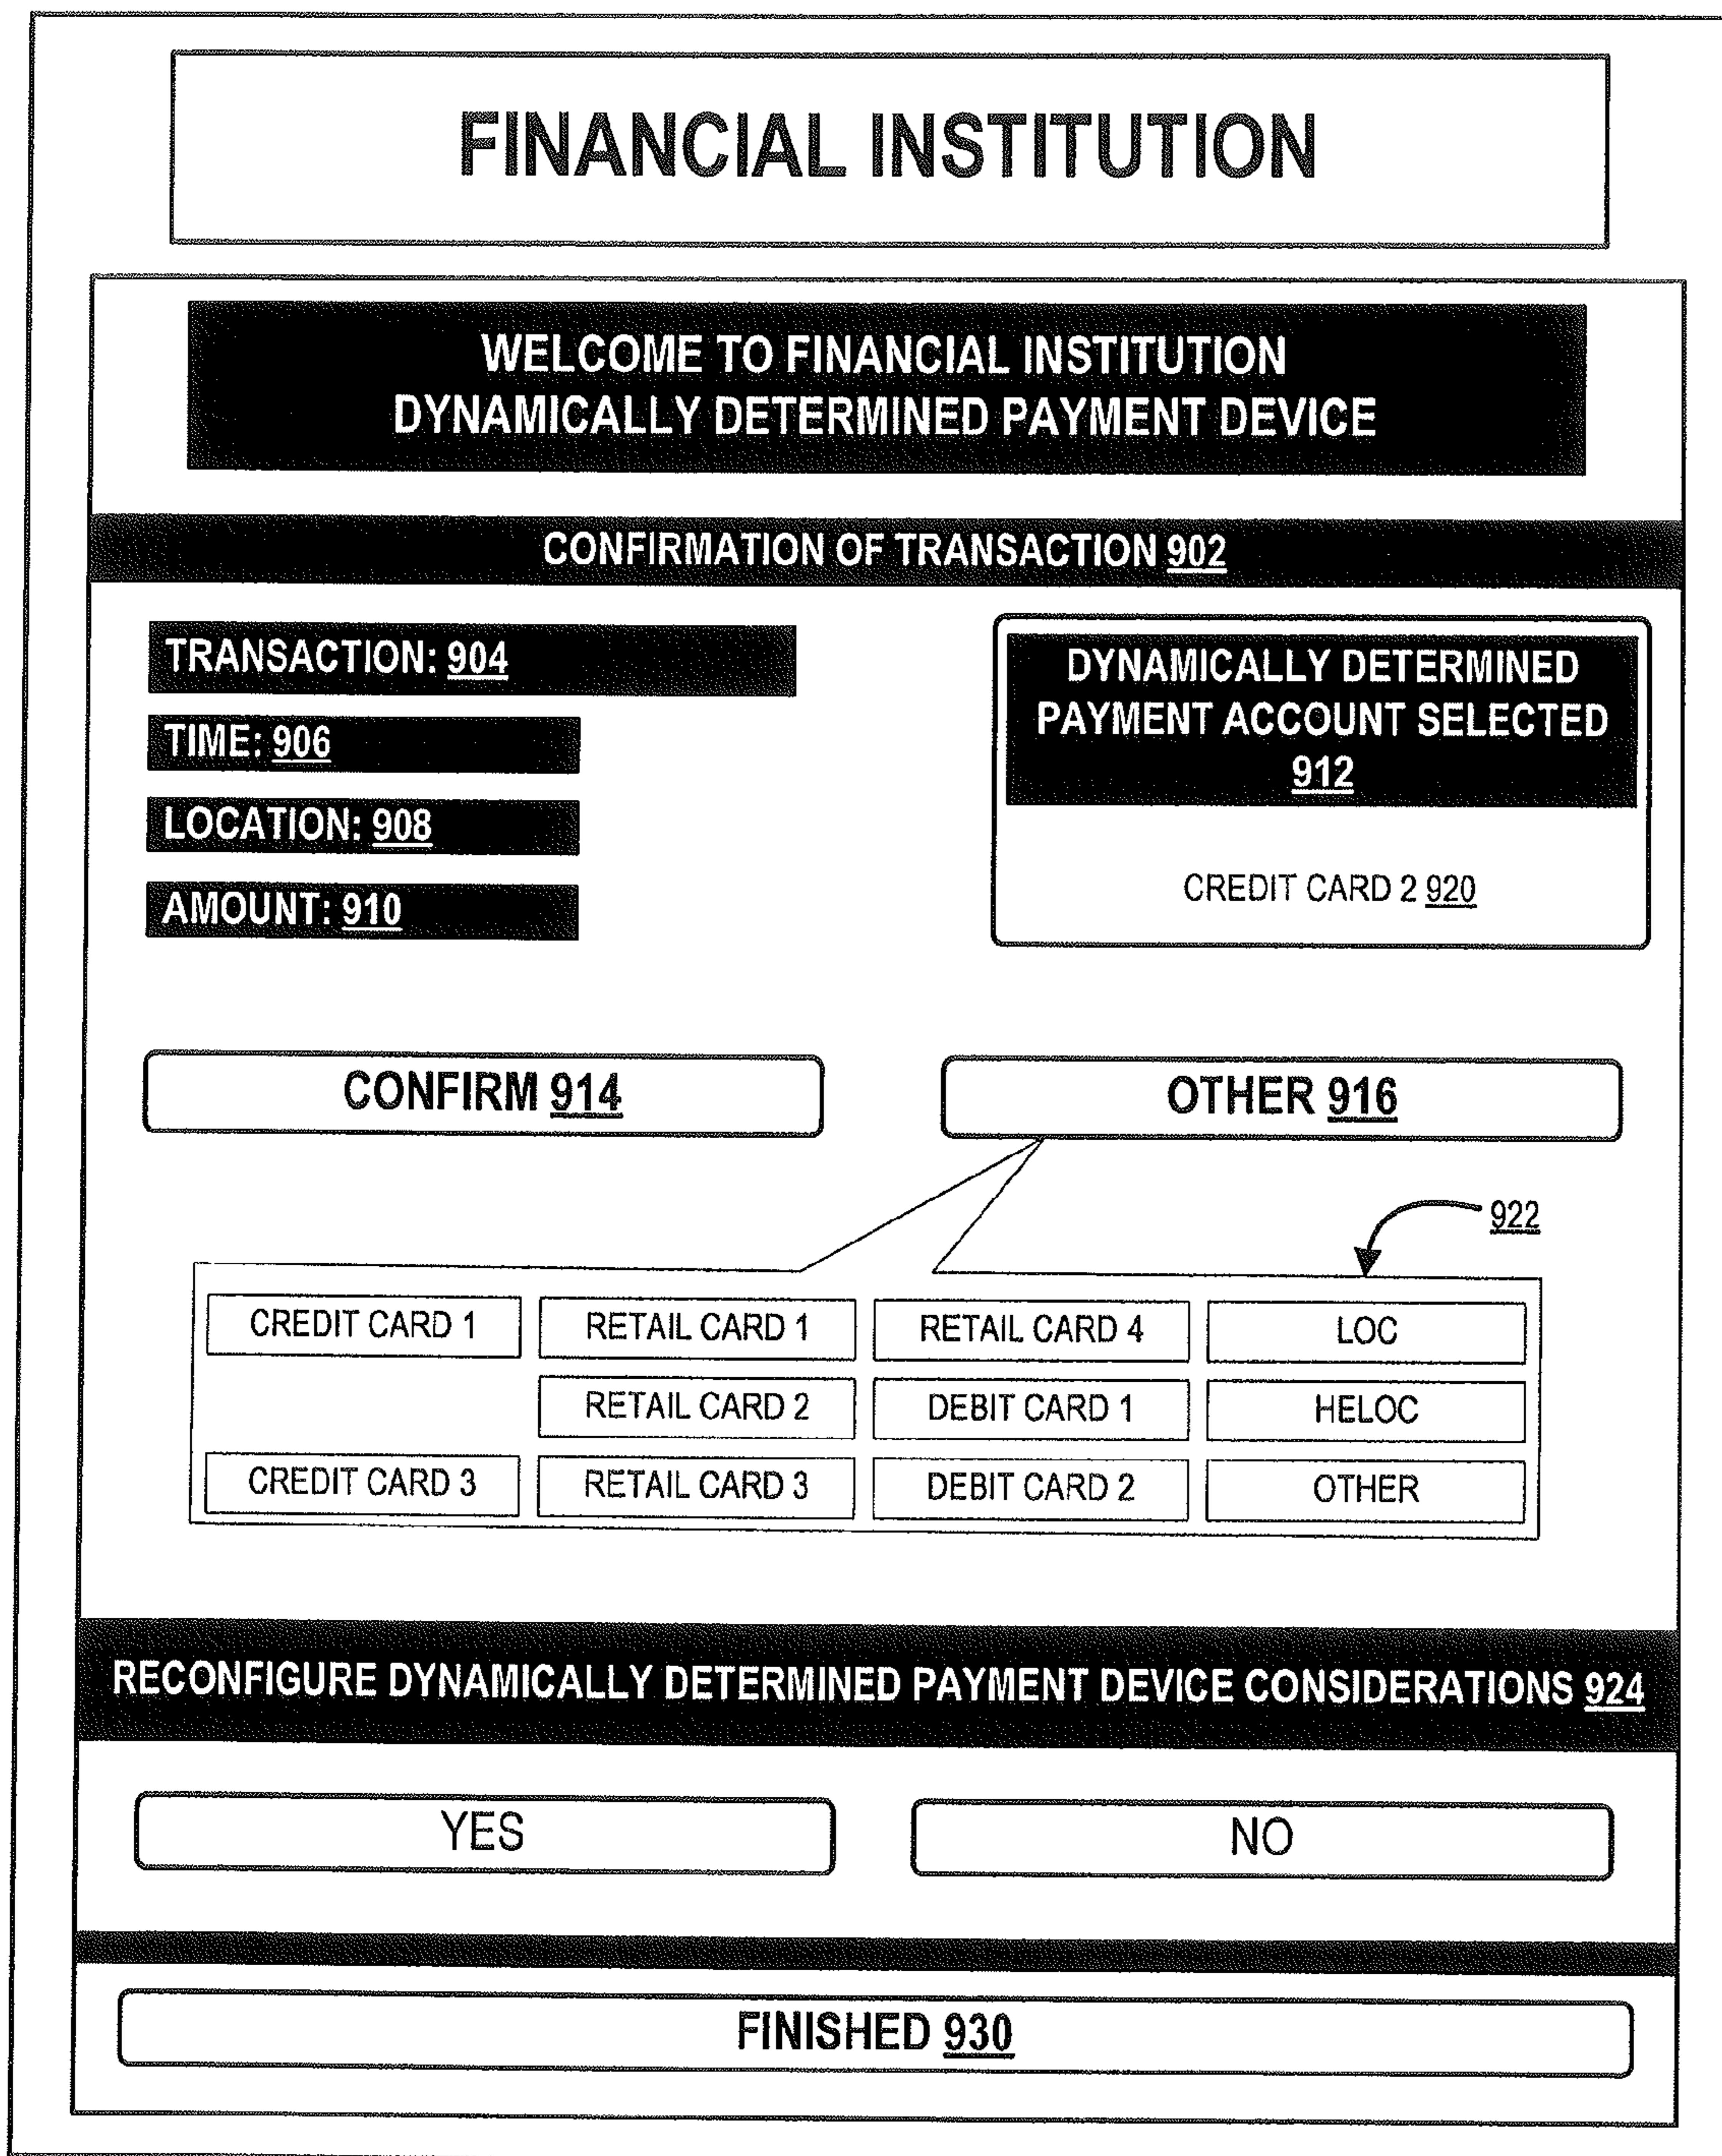 FINANCIAL INSTITUTION
WELCOME TO FINANCIAL INSTITUTION
DYNAMICALLY DETERMINED PAYMENT DEVICE
CONFIRMATION OF TRANSACTION 902
TRANSACTION: 904
TIME: 906
LOCATION: 908
AMOUNT: 910
DYNAMICALLY DETERMINED
PAYMENT ACCOUNT SELECTED
912
CREDIT CARD 2 920
CONFIRM 914
OTHER 916
922
CREDIT CARD 1
RETAIL CARD 1
RETAIL CARD 4
LOC
RETAIL CARD 2
DEBIT CARD 1
HELOC
CREDIT CARD 3
RETAIL CARD 3
DEBIT CARD 2
OTHER
RECONFIGURE DYNAMICALLY DETERMINED PAYMENT DEVICE CONSIDERATIONS 924
YES
NO
FINISHED 930